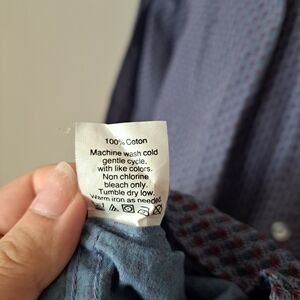 100% Coton
Machine wash cold
gentle cycle.
with like colors.
Non chlorine
bleach only.
Tumble dry low.
Warm iron as needed